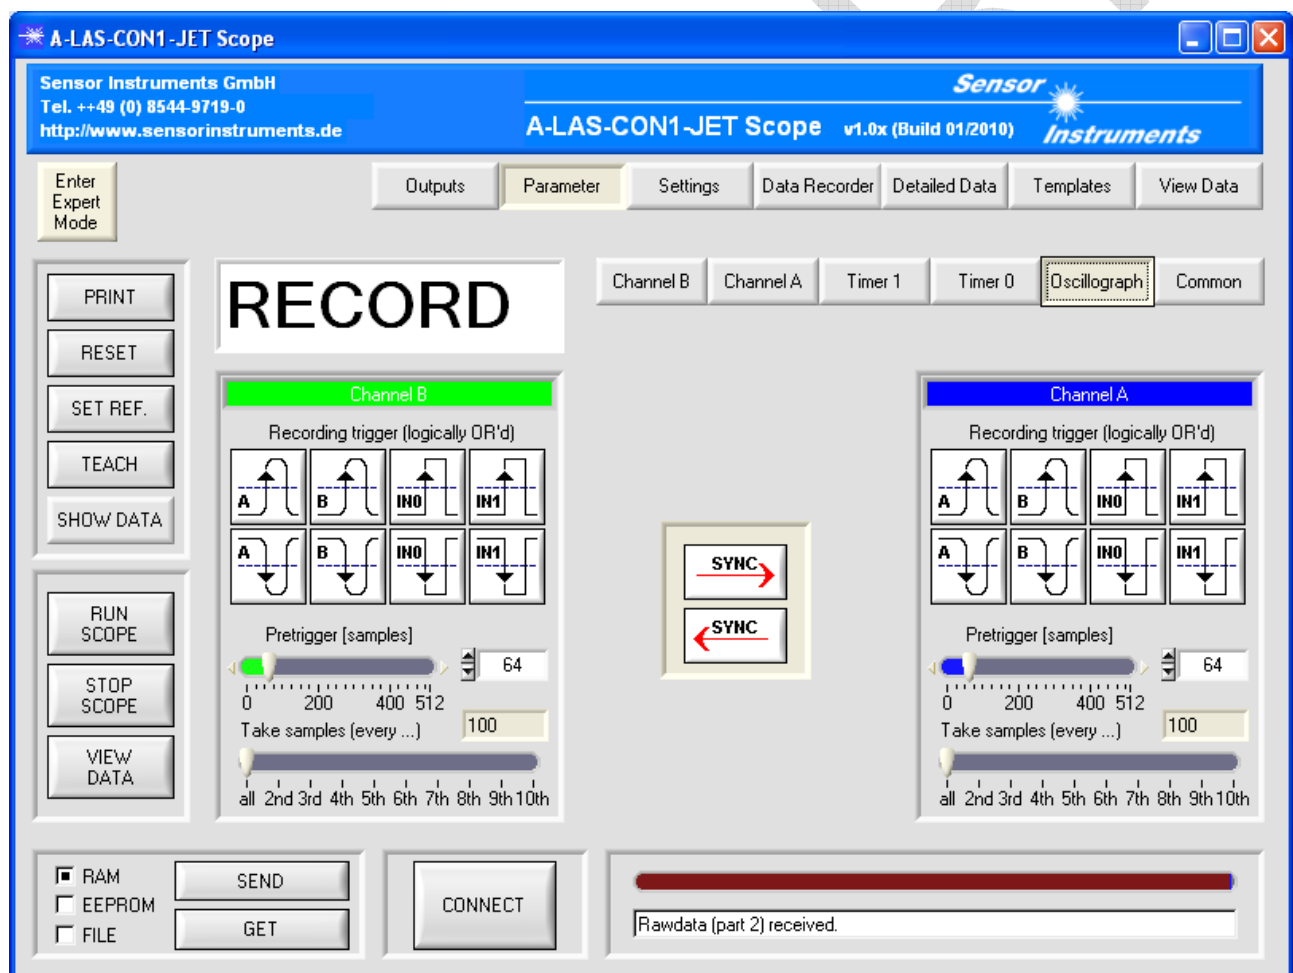 A-LAS-CON1-JET Scope
Sensor Instruments GmbH
Tel. ++49 (0) 8544-9719-0
http://www.sensorinstruments.de
A-LAS-CON1-JET Scope v1.0x (Build 01/2010)
Sensor
Instruments
Enter
Expert
Mode
Outputs Parameter Settings Data Recorder Detailed Data Templates View Data
Channel B Channel A Timer 1 Timer 0 Oscillograph Common
PRINT
RESET
SET REF.
TEACH
SHOW DATA
RUN
SCOPE
STOP
SCOPE
VIEW
DATA
RECORD
Channel B
Recording trigger (logically OR'd)
A B IN0 IN1
A B IN0 IN1
Pretrigger [samples]
64
0 200 400 512
Take samples (every ...) 100
all 2nd 3rd 4th 5th 6th 7th 8th 9th 10th
SYNC
SYNC
Channel A
Recording trigger (logically OR'd)
A B IN0 IN1
A B IN0 IN1
Pretrigger [samples]
64
0 200 400 512
Take samples (every ...) 100
all 2nd 3rd 4th 5th 6th 7th 8th 9th 10th
RAM
EEPROM
FILE
SEND
GET
CONNECT
Rawdata (part 2) received.